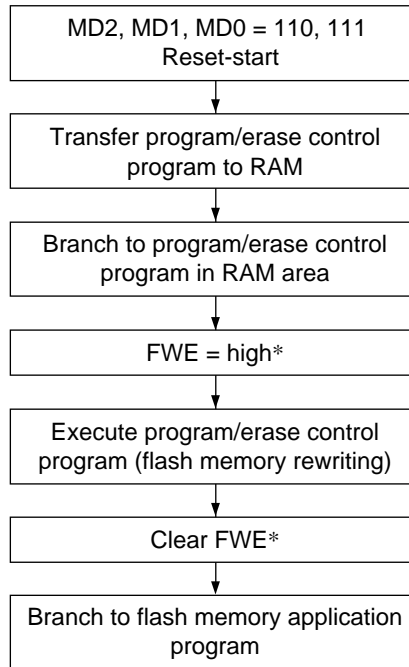 MD2, MD1, MD0 = 110, 111
Reset-start
Transfer program/erase control
program to RAM
Branch to program/erase control
program in RAM area
FWE = high*
Execute program/erase control
program (flash memory rewriting)
Clear FWE*
Branch to flash memory application
program